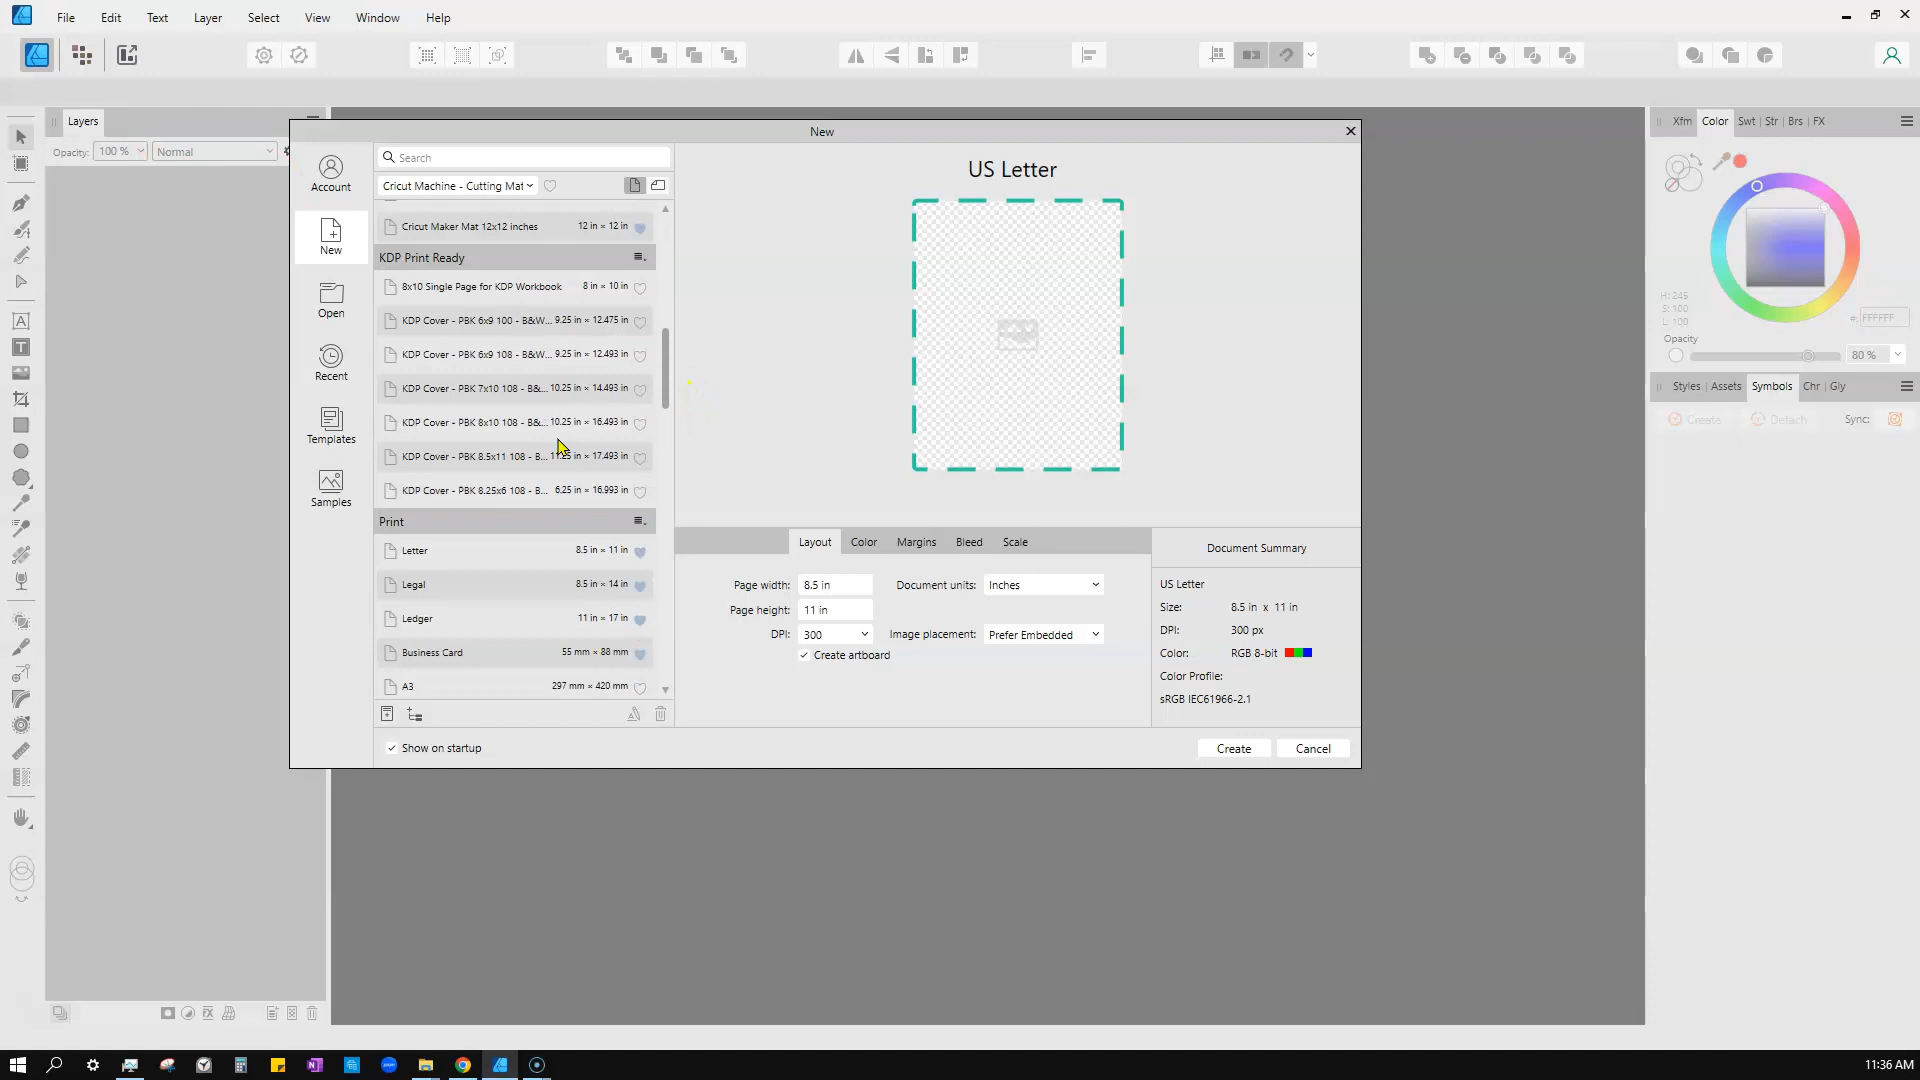 File Edit Text Layer Select View Window Help
Layers
Opacity: 100 % Normal
New
Account
New
Open
Recent
Templates
Samples
Search
Cricut Machine - Cutting Mat
Cricut Maker Mat 12x12 inches 12 in × 12 in
KDP Print Ready
8x10 Single Page for KDP Workbook 8 in × 10 in
KDP Cover - PBK 6x9 100 - B&W... 9.25 in × 12.475 in
KDP Cover - PBK 6x9 108 - B&W... 9.25 in × 12.493 in
KDP Cover - PBK 7x10 108 - B&... 10.25 in × 14.493 in
KDP Cover - PBK 8x10 108 - B&... 10.25 in × 16.493 in
KDP Cover - PBK 8.5x11 108 - B... 11.25 in × 17.493 in
KDP Cover - PBK 8.25x6 108 - B... 6.25 in × 16.993 in
Print
Letter 8.5 in × 11 in
Legal 8.5 in × 14 in
Ledger 11 in × 17 in
Business Card 55 mm × 88 mm
A3 297 mm × 420 mm
Show on startup
US Letter
Layout Color Margins Bleed Scale
Page width: 8.5 in Document units: Inches
Page height: 11 in
DPI: 300 Image placement: Prefer Embedded
Create artboard
Document Summary
US Letter
Size: 8.5 in x 11 in
DPI: 300 px
Color: RGB 8-bit
Color Profile:
sRGB IEC61966-2.1
Create Cancel
Xfm Color Swt Str Brs FX
H: 245
S: 100
L: 100
#: FFFFFF
Opacity
80 %
Styles Assets Symbols Chr Gly
Create Detach Sync:
11:36 AM